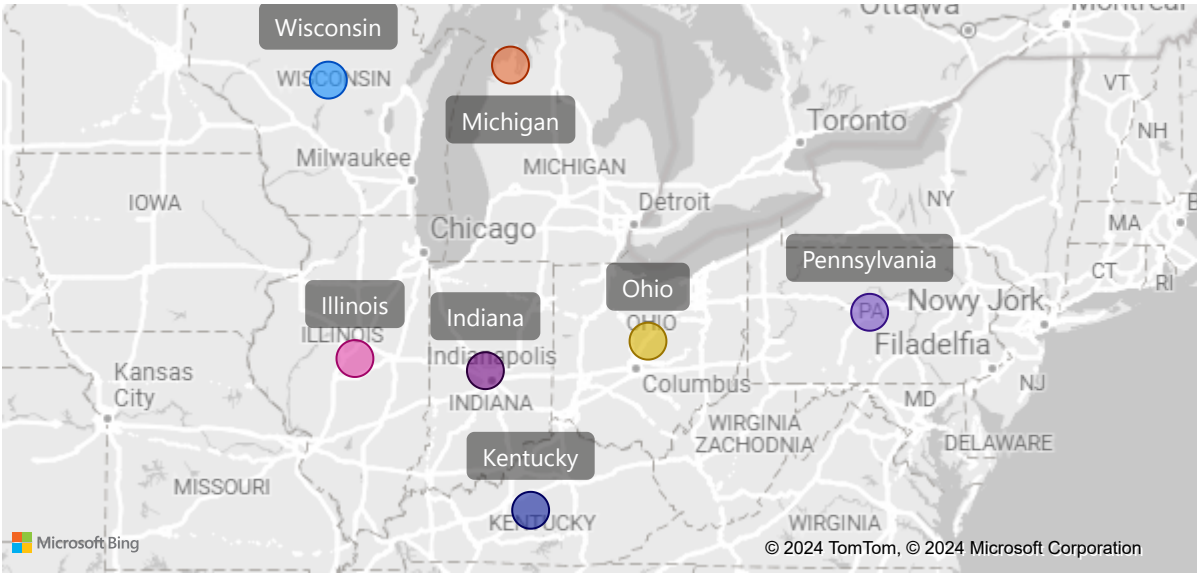 Ottawa
Montreal
Wisconsin
WISCONSIN
Michigan
VT
Toronto
NH
Milwaukee
MICHIGAN
IOWA
Detroit
NY
MA
Chicago
Pennsylvania
CT
RI
Ohio
Illinois
Indiana
PA
Nowy Jork
OHIO
ILLINOIS
Indianapolis
Filadelfia
Kansas
City
Columbus
NJ
INDIANA
MD
WIRGINIA
ZACHODNIA
DELAWARE
Kentucky
MISSOURI
KENTUCKY
WIRGINIA
Microsoft Bing
© 2024 TomTom, © 2024 Microsoft Corporation